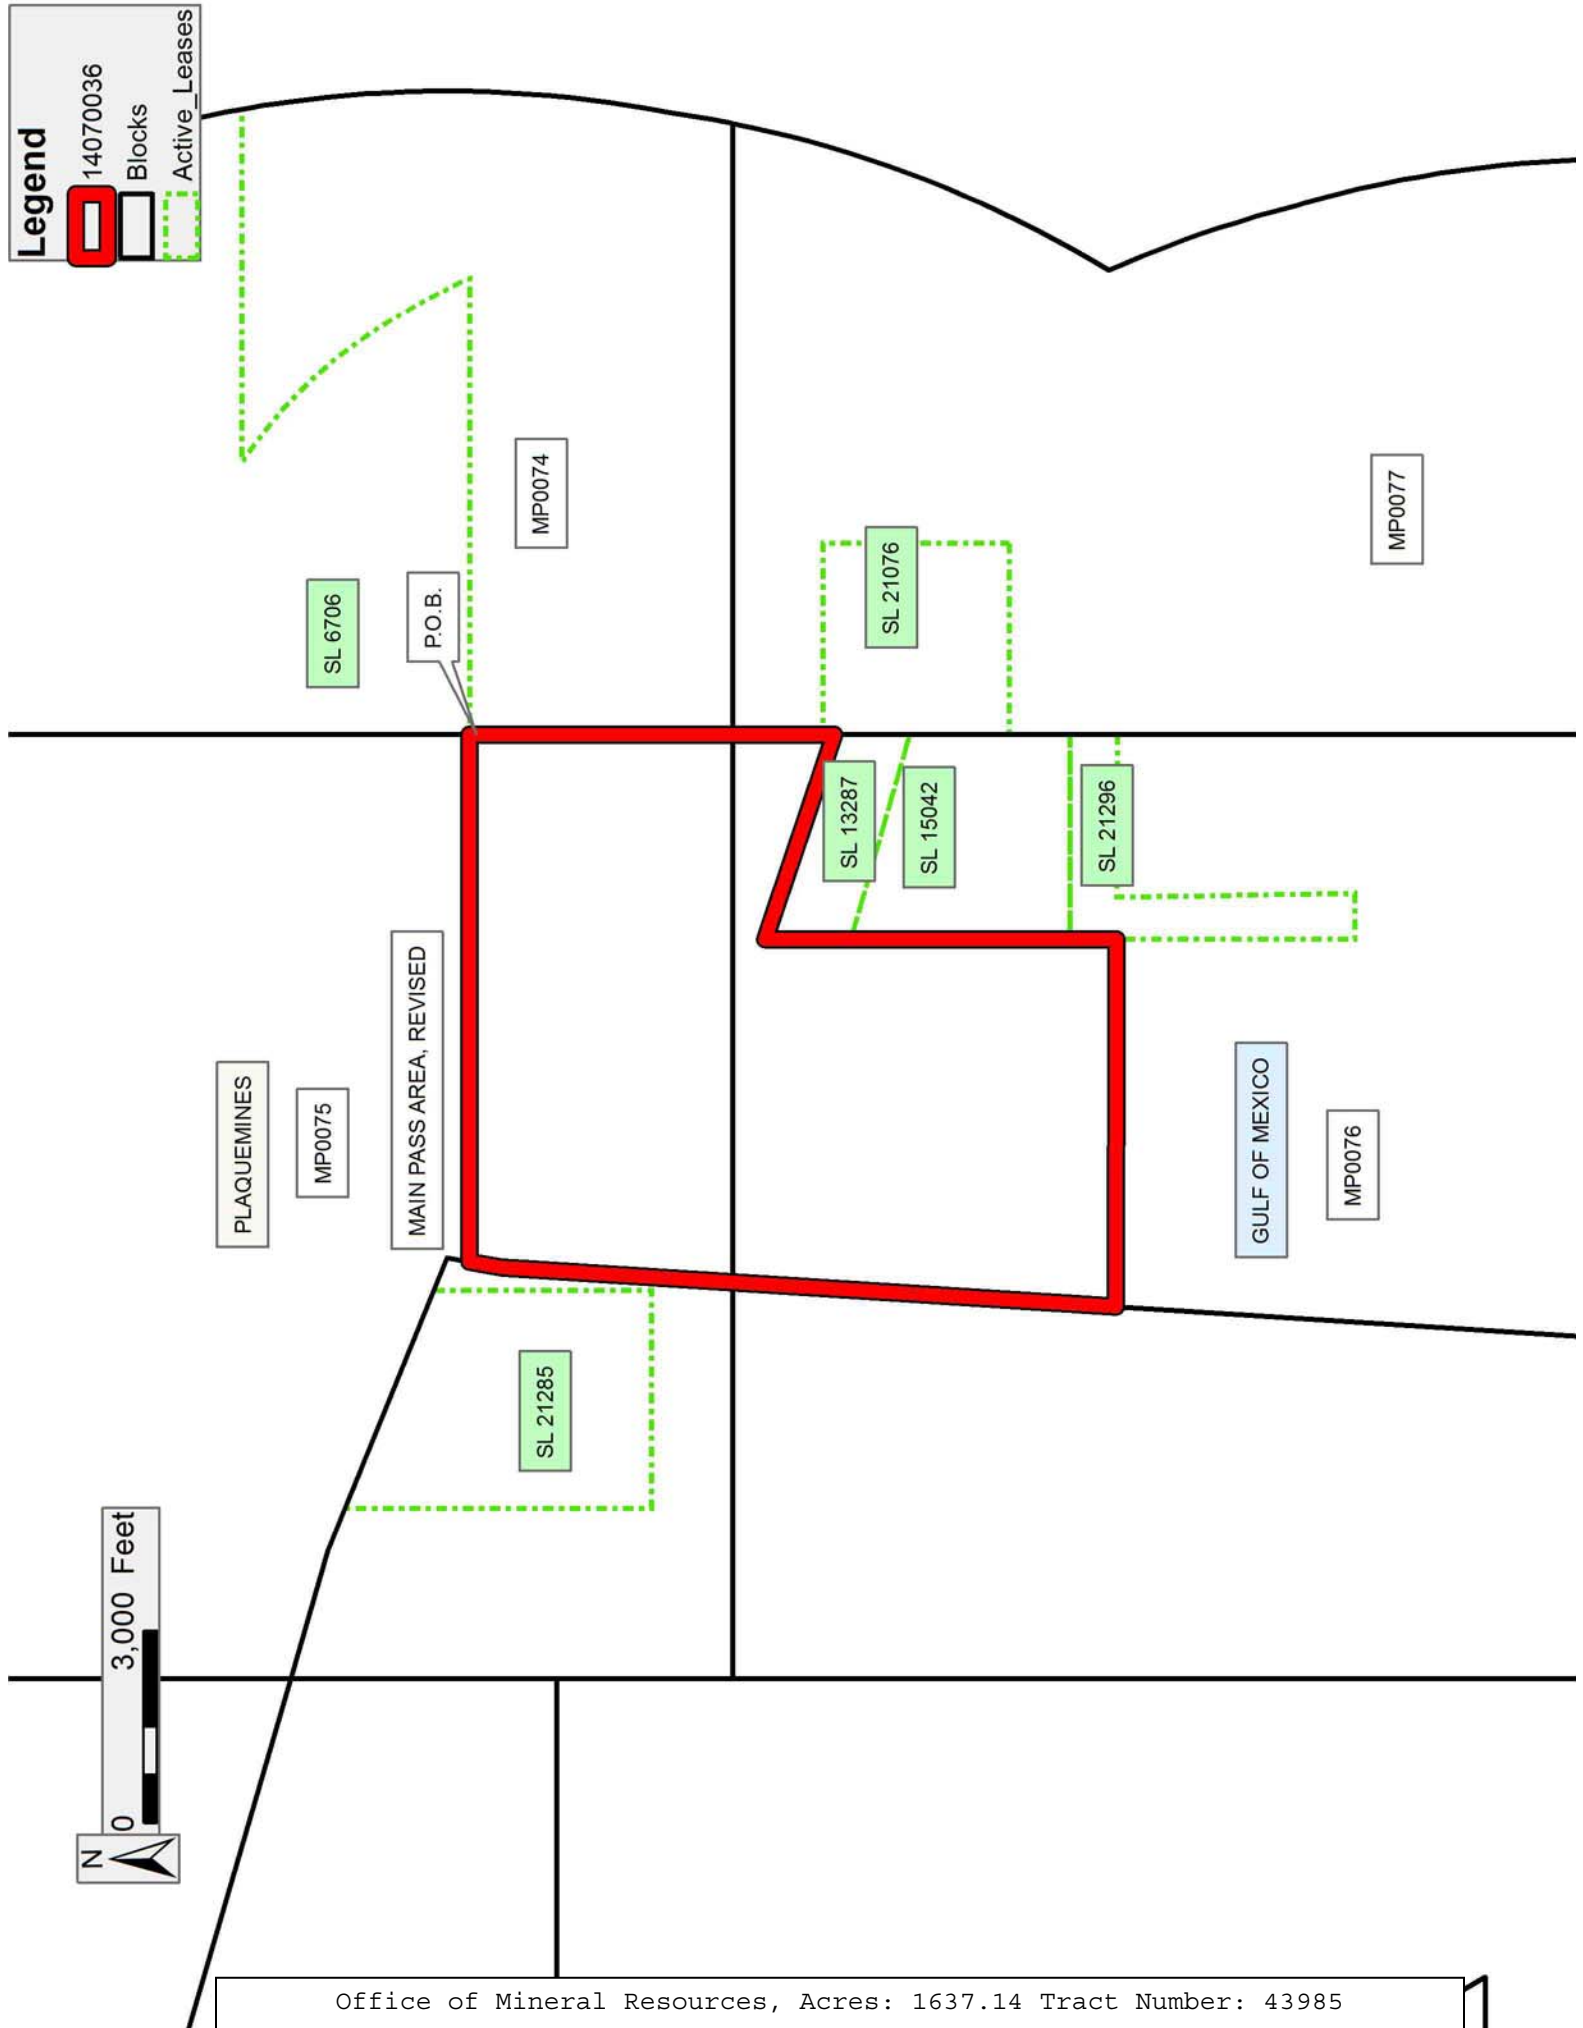 Legend
14070036
Blocks
Active_Leases
N
0 3,000 Feet
PLAQUEMINES
MP0075
SL 6706
MAIN PASS AREA, REVISED
P.O.B.
MP0074
SL 21285
SL 13287
SL 21076
SL 15042
SL 21296
GULF OF MEXICO
MP0076
MP0077
Office of Mineral Resources, Acres: 1637.14 Tract Number: 43985